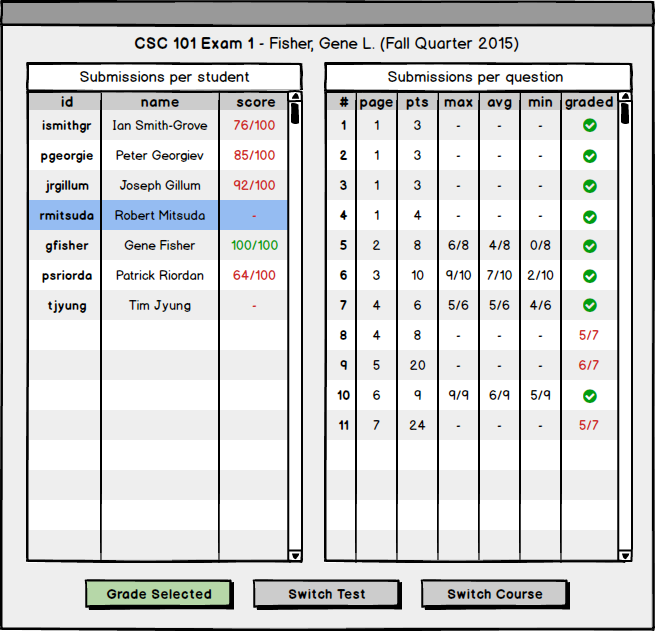 CSC 101 Exam 1 - Fisher, Gene L. (Fall Quarter 2015)
Submissions per student
id name score
ismithgr Ian Smith-Grove 76/100
pgeorgie Peter Georgiev 85/100
jrgillum Joseph Gillum 92/100
rmitsuda Robert Mitsuda -
gfisher Gene Fisher 100/100
psriorda Patrick Riordan 64/100
tjyung Tim Jyung -
Submissions per question
# page pts max avg min graded
1 1 3 - - -
2 1 3 - - -
3 1 3 - - -
4 1 4 - - -
5 2 8 6/8 4/8 0/8
6 3 10 9/10 7/10 2/10
7 4 6 5/6 5/6 4/6
8 4 8 - - - 5/7
9 5 20 - - - 6/7
10 6 9 9/9 6/9 5/9
11 7 24 - - - 5/7
Grade Selected
Switch Test
Switch Course